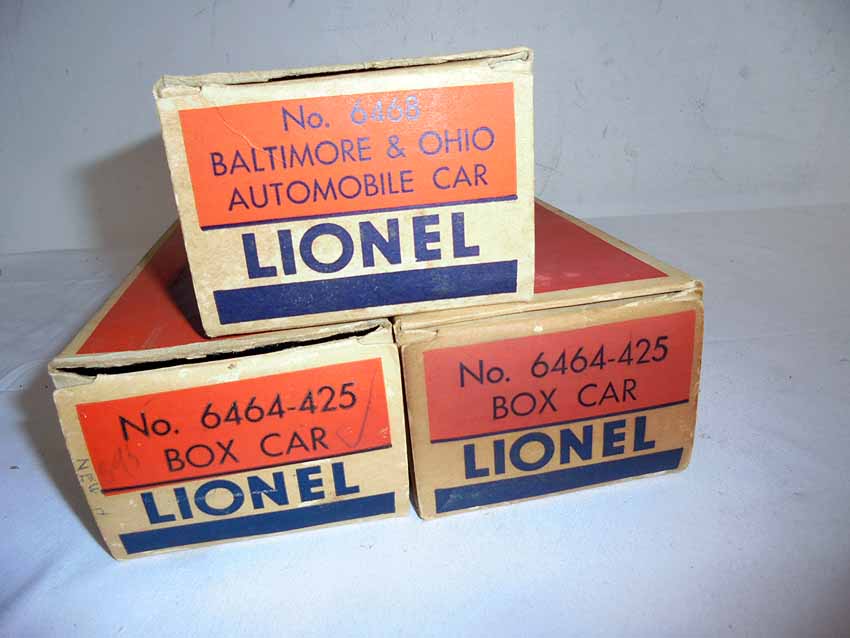 No. 6468
BALTIMORE & OHIO
AUTOMOBILE CAR
LIONEL
No. 6464-425
BOX CAR
LIONEL
NEW
No. 6464-425
BOX CAR
LIONEL